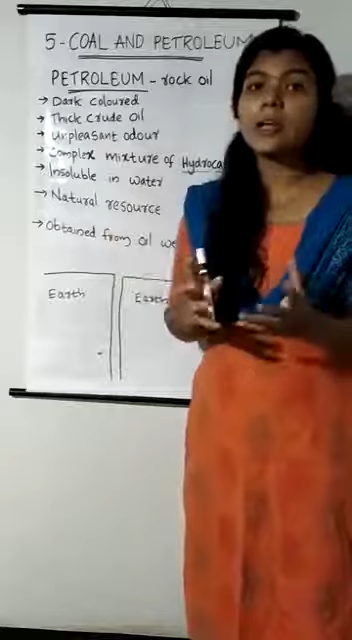 5-COAL AND PETROLEUM
PETROLEUM - rock oil
→ Dark coloured
→ Thick crude oil
→ Unpleasant odour
→ Complex mixture of Hydroca
→ Insoluble in water
→ Natural resource
→ Obtained from oil we
Earth Earth